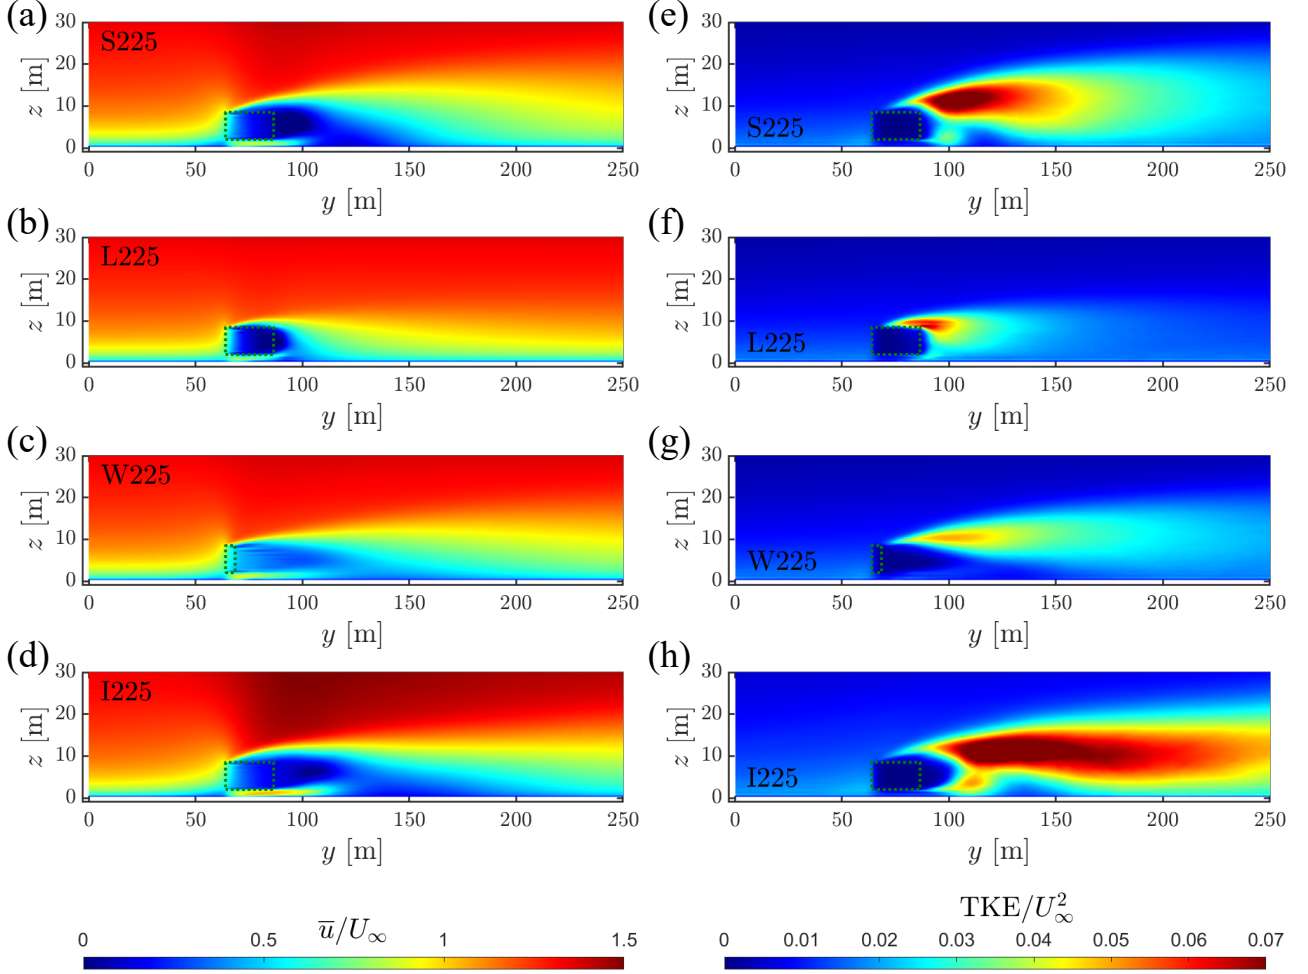 (a)
30
20
10
0
z [m]
S225
0 50 100 150 200 250
y [m]
(e)
30
20
10
0
z [m]
S225
0 50 100 150 200 250
y [m]
(b)
30
20
10
0
z [m]
L225
0 50 100 150 200 250
y [m]
(f)
30
20
10
0
z [m]
L225
0 50 100 150 200 250
y [m]
(c)
30
20
10
0
z [m]
W225
0 50 100 150 200 250
y [m]
(g)
30
20
10
0
z [m]
W225
0 50 100 150 200 250
y [m]
(d)
30
20
10
0
z [m]
I225
0 50 100 150 200 250
y [m]
(h)
30
20
10
0
z [m]
I225
0 50 100 150 200 250
y [m]
u̅/U∞
0 0.5 1 1.5
TKE/U²∞
0 0.01 0.02 0.03 0.04 0.05 0.06 0.07